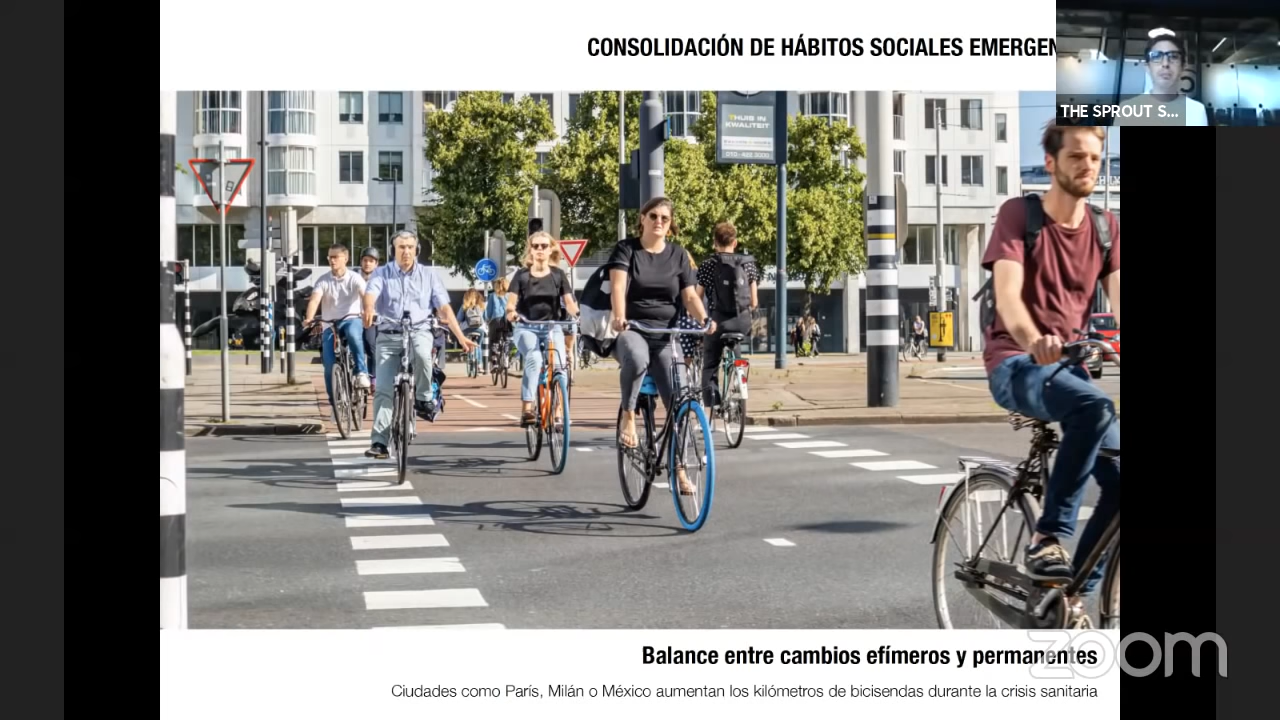 CONSOLIDACIÓN DE HÁBITOS SOCIALES EMERGEN
THE SPROUT S...
THUIS IN
KWALITEIT
Balance entre cambios efímeros y permanentes
zoom
Ciudades como París, Milán o México aumentan los kilómetros de bicisendas durante la crisis sanitaria